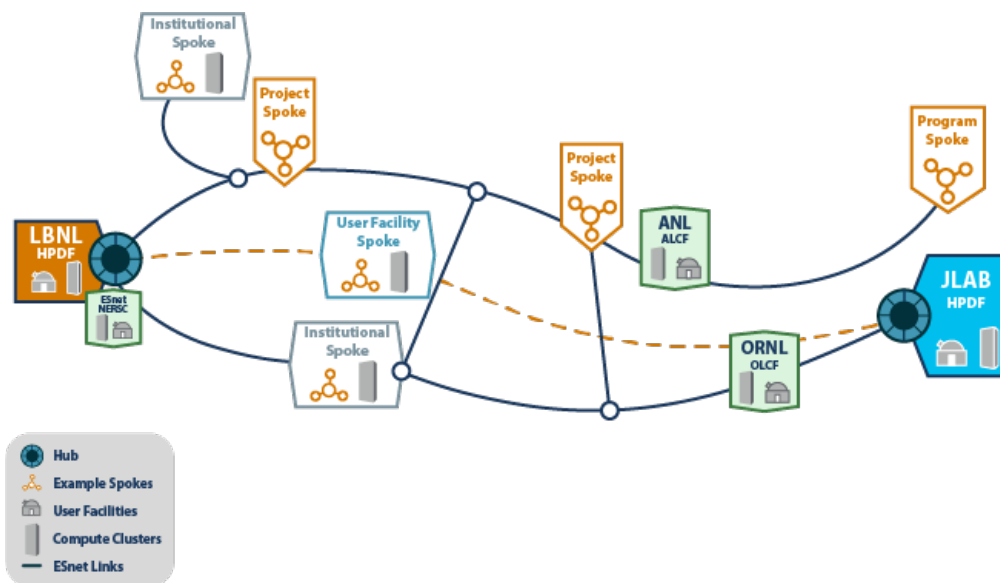 Institutional
Spoke
Project
Spoke
Project
Spoke
Program
Spoke
LBNL
HPDF
ESnet
NERSC
User Facility
Spoke
ANL
ALCF
Institutional
Spoke
ORNL
OLCF
JLAB
HPDF
Hub
Example Spokes
User Facilities
Compute Clusters
ESnet Links